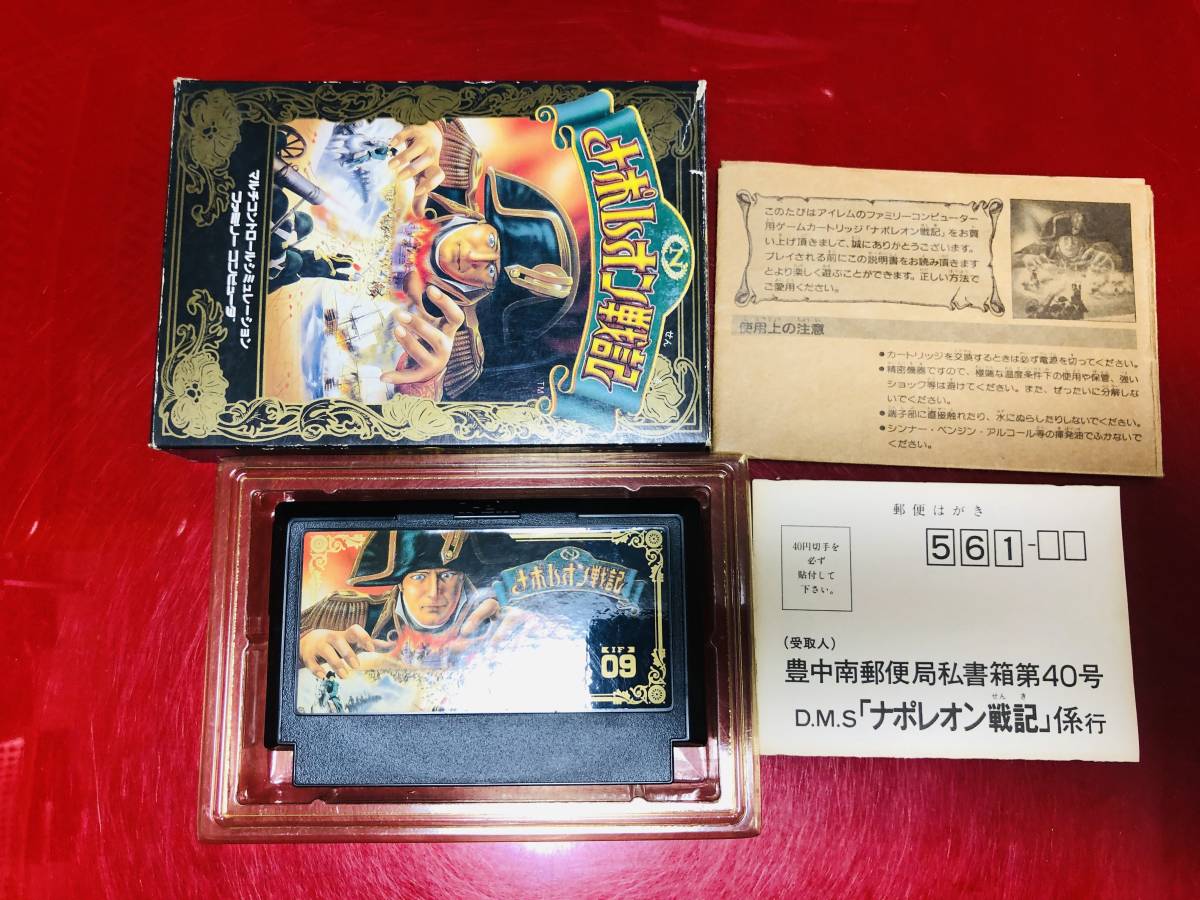 ナポレオン戦記
せん
TM
N
マルチコントロールシミュレーション
ファミリーコンピュータ
このたびはアイレムのファミリーコンピューター
用ゲームカートリッジ「ナポレオン戦記」をお買
い上げ頂きまして、誠にありがとうございます。
プレイされる前にこの説明書をお読み頂きます
とより楽しく遊ぶことができます。正しい方法で
ご愛用ください。
使用上の注意
●カートリッジを交換するときは必ず電源を切ってください。
●精密機器ですので、極端な温度条件下の使用や保管、強い
ショック等は避けてください。また、ぜったいに分解しな
いでください。
●端子部に直接触れたり、水にぬらしたりしないでください。
●シンナー・ベンジン・アルコール等の揮発油でふかないで
ください。
N
ナポレオン戦記
IF
09
郵便はがき
40円切手を
必ず
貼付して
下さい。
561-
(受取人)
豊中南郵便局私書箱第40号
せん き
D.M.S「ナポレオン戦記」係行